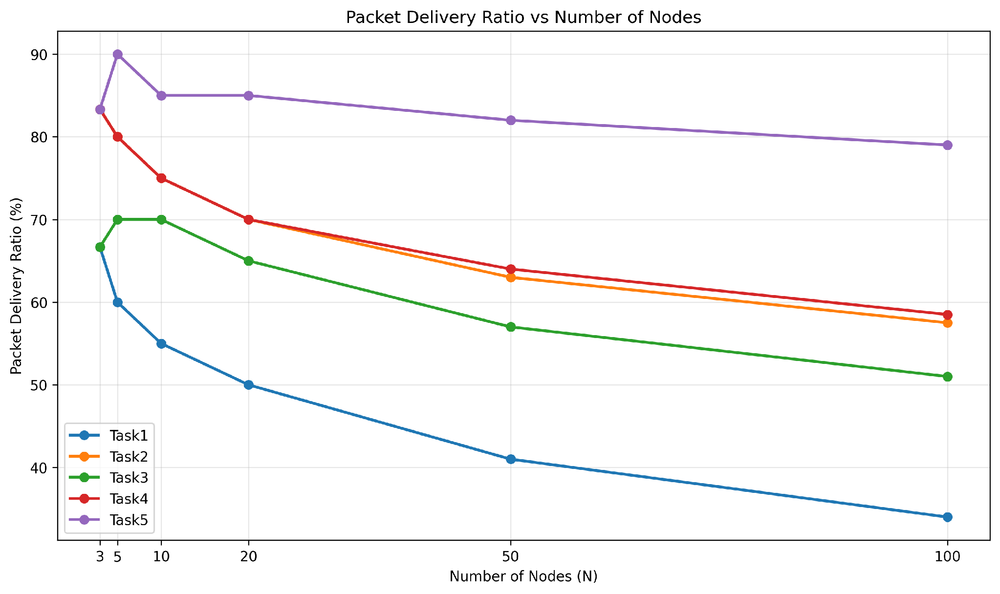 Packet Delivery Ratio vs Number of Nodes
Packet Delivery Ratio (%)
90
80
70
60
50
40
Task1
Task2
Task3
Task4
Task5
3 5 10 20 50 100
Number of Nodes (N)